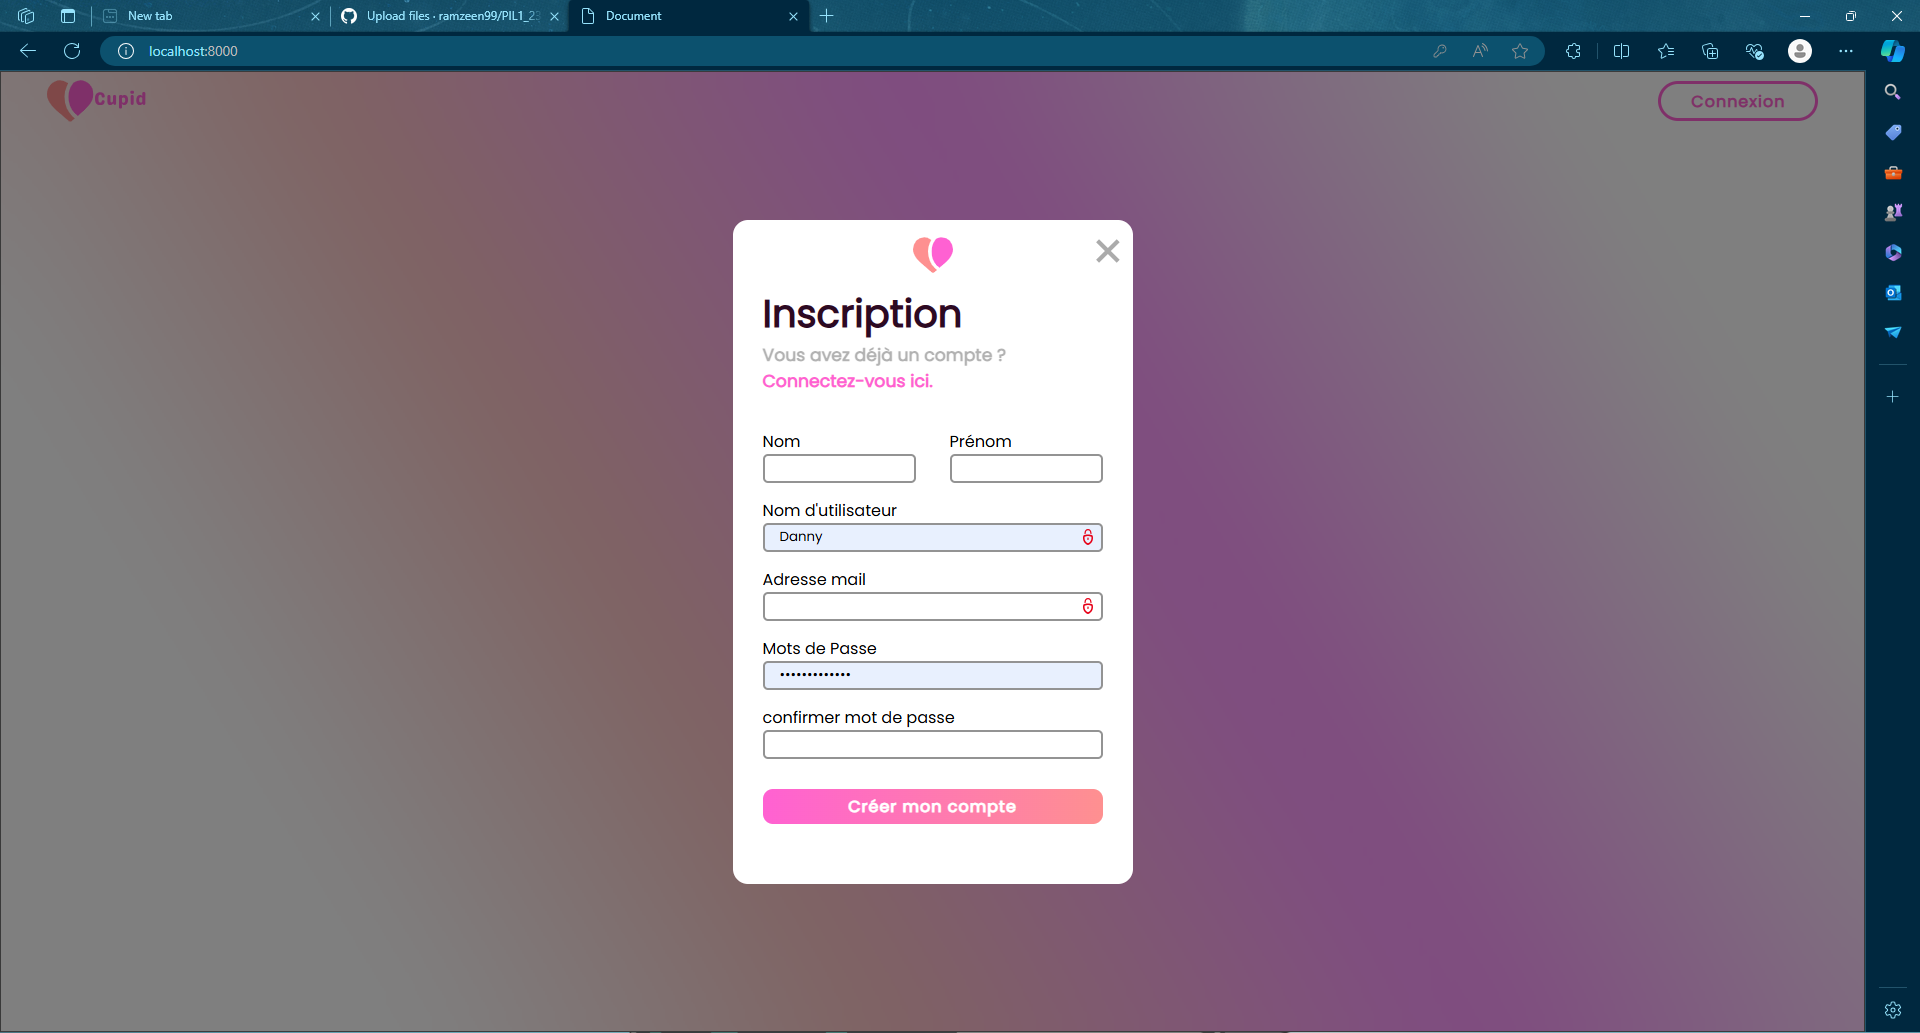 New tab
Upload files · ramzeen99/PIL1_23
Document
localhost:8000
Cupid
Connexion
Inscription
Vous avez déjà un compte ?
Connectez-vous ici.
Nom
Prénom
Nom d'utilisateur
Danny
Adresse mail
Mots de Passe
•••••••••••••
confirmer mot de passe
Créer mon compte